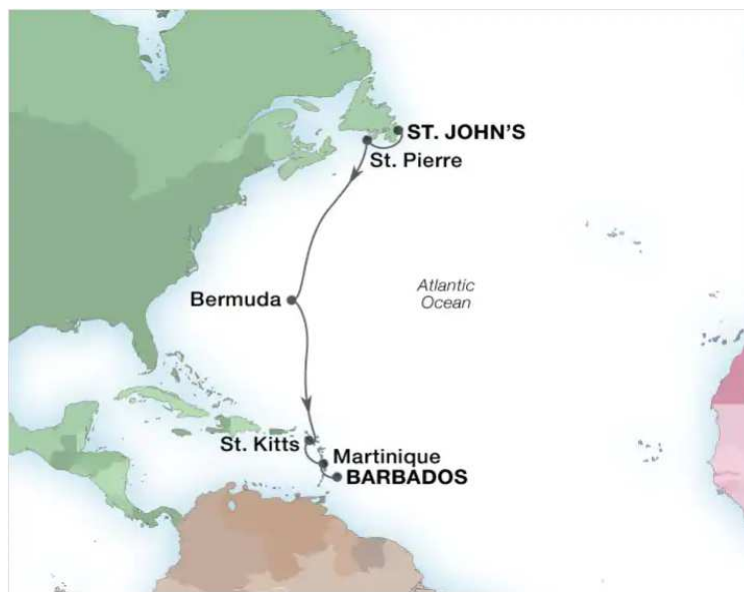 ST. JOHN'S
St. Pierre
Bermuda
Atlantic
Ocean
St. Kitts
Martinique
BARBADOS